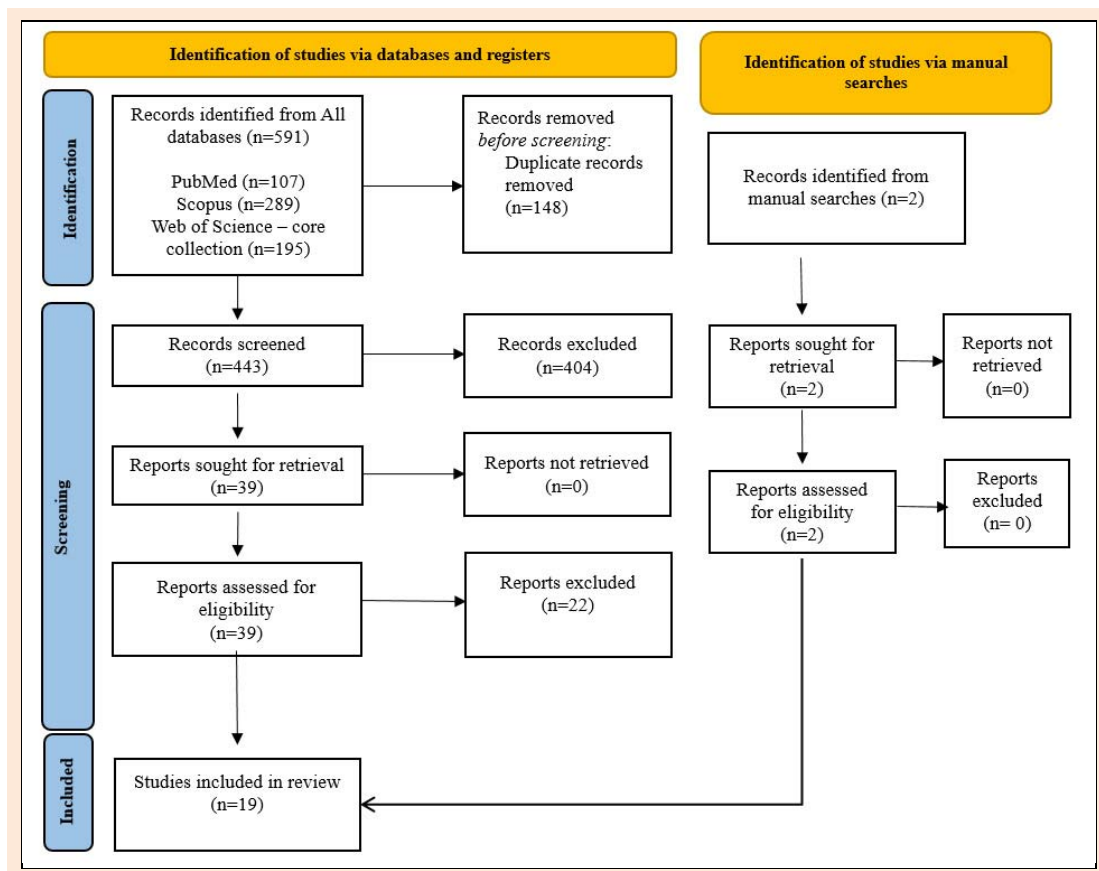 Identification of studies via databases and registers
Identification of studies via manual
searches
Identification
Records identified from All
databases (n=591)
PubMed (n=107)
Scopus (n=289)
Web of Science – core
collection (n=195)
Records removed
before screening:
Duplicate records
removed
(n=148)
Records identified from
manual searches (n=2)
Screening
Records screened
(n=443)
Records excluded
(n=404)
Reports sought for
retrieval
(n=2)
Reports not
retrieved
(n=0)
Reports sought for retrieval
(n=39)
Reports not retrieved
(n=0)
Reports assessed
for eligibility
(n=2)
Reports
excluded
(n= 0)
Reports assessed for
eligibility
(n=39)
Reports excluded
(n=22)
Included
Studies included in review
(n=19)